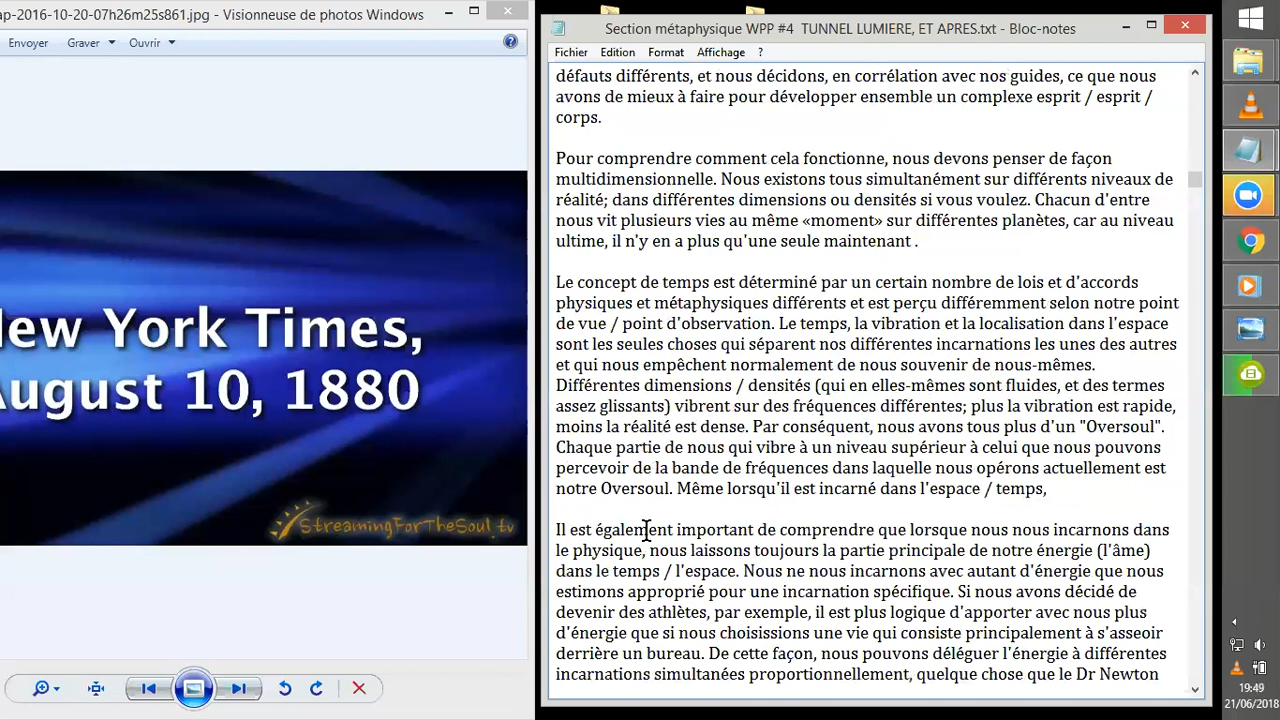 ap-2016-10-20-07h26m25s861.jpg - Visionneuse de photos Windows
Envoyer Graver Ouvrir
New York Times,
August 10, 1880
StreamingForTheSoul.tv
Section métaphysique WPP #4 TUNNEL LUMIERE, ET APRES.txt - Bloc-notes
Fichier Edition Format Affichage ?
défauts différents, et nous décidons, en corrélation avec nos guides, ce que nous
avons de mieux à faire pour développer ensemble un complexe esprit / esprit /
corps.
Pour comprendre comment cela fonctionne, nous devons penser de façon
multidimensionnelle. Nous existons tous simultanément sur différents niveaux de
réalité; dans différentes dimensions ou densités si vous voulez. Chacun d'entre
nous vit plusieurs vies au même «moment» sur différentes planètes, car au niveau
ultime, il n'y en a plus qu'une seule maintenant .
Le concept de temps est déterminé par un certain nombre de lois et d'accords
physiques et métaphysiques différents et est perçu différemment selon notre point
de vue / point d'observation. Le temps, la vibration et la localisation dans l'espace
sont les seules choses qui séparent nos différentes incarnations les unes des autres
et qui nous empêchent normalement de nous souvenir de nous-mêmes.
Différentes dimensions / densités (qui en elles-mêmes sont fluides, et des termes
assez glissants) vibrent sur des fréquences différentes; plus la vibration est rapide,
moins la réalité est dense. Par conséquent, nous avons tous plus d'un "Oversoul".
Chaque partie de nous qui vibre à un niveau supérieur à celui que nous pouvons
percevoir de la bande de fréquences dans laquelle nous opérons actuellement est
notre Oversoul. Même lorsqu'il est incarné dans l'espace / temps,
Il est également important de comprendre que lorsque nous nous incarnons dans
le physique, nous laissons toujours la partie principale de notre énergie (l'âme)
dans le temps / l'espace. Nous ne nous incarnons avec autant d'énergie que nous
estimons approprié pour une incarnation spécifique. Si nous avons décidé de
devenir des athlètes, par exemple, il est plus logique d'apporter avec nous plus
d'énergie que si nous choisissions une vie qui consiste principalement à s'asseoir
derrière un bureau. De cette façon, nous pouvons déléguer l'énergie à différentes
incarnations simultanées proportionnellement, quelque chose que le Dr Newton
19:49
21/06/2018